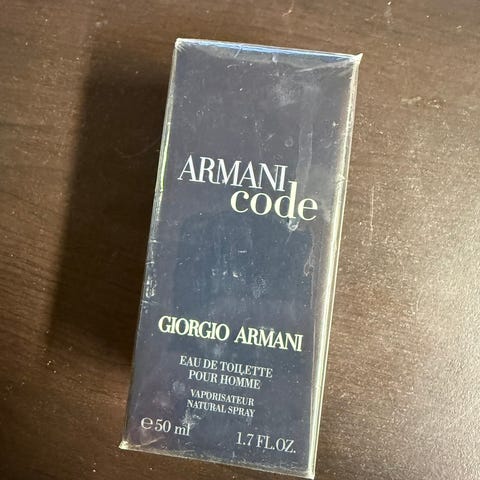 ARMANI
code
GIORGIO ARMANI
EAU DE TOILETTE
POUR HOMME
VAPORISATEUR
NATURAL SPRAY
℮50 ml 1.7 FL.OZ.